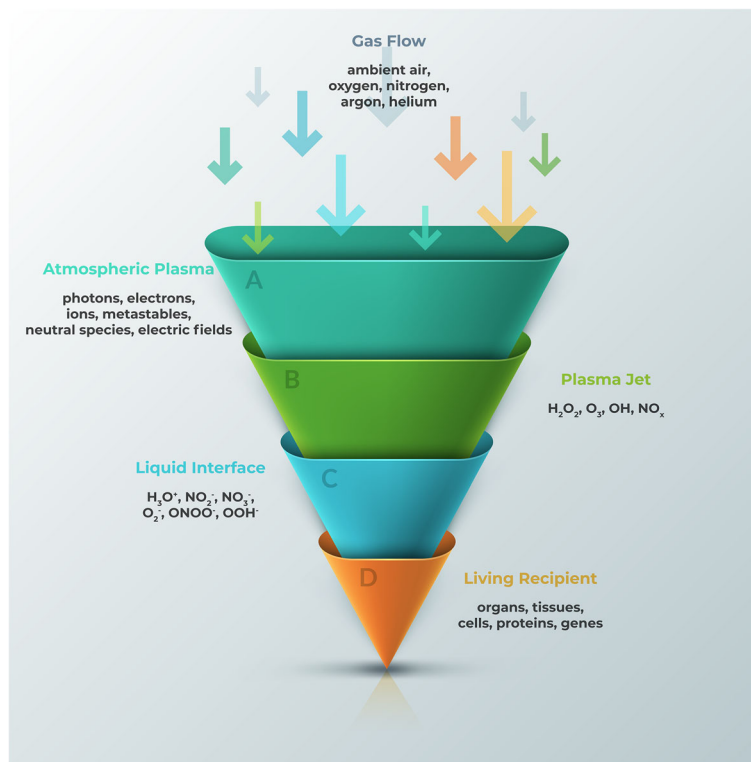 Gas Flow
ambient air,
oxygen, nitrogen,
argon, helium
A
Atmospheric Plasma
photons, electrons,
ions, metastables,
neutral species, electric fields
B
Plasma Jet
H₂O₂, O₃, OH, NOₓ
C
Liquid Interface
H₃O⁺, NO₂⁻, NO₃⁻,
O₂⁻, ONOO⁻, OOH⁻
D
Living Recipient
organs, tissues,
cells, proteins, genes